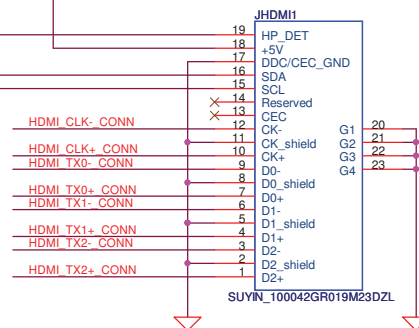 JHDMI1
19 HP_DET
18 +5V
17 DDC/CEC_GND
16 SDA
15 SCL
14 Reserved
13 CEC
HDMI_CLK-_CONN 12 CK- G1 20
11 CK_shield G2 21
HDMI_CLK+_CONN 10 CK+ G3 22
HDMI_TX0-_CONN 9 D0- G4 23
8 D0_shield
HDMI_TX0+_CONN 7 D0+
HDMI_TX1-_CONN 6 D1-
5 D1_shield
HDMI_TX1+_CONN 4 D1+
HDMI_TX2-_CONN 3 D2-
2 D2_shield
HDMI_TX2+_CONN 1 D2+
SUYIN_100042GR019M23DZL